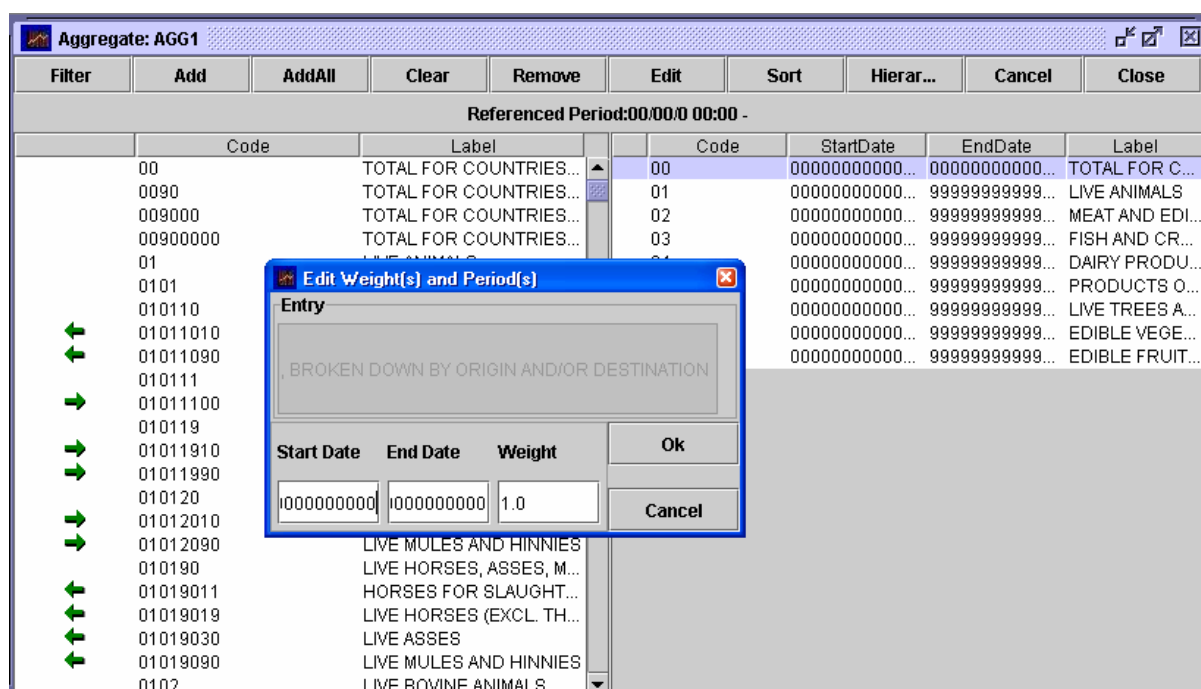 Aggregate: AGG1
Filter Add AddAll Clear Remove Edit Sort Hierar... Cancel Close
Referenced Period:00/00/0 00:00 -
Code Label Code StartDate EndDate Label
00 TOTAL FOR COUNTRIES... 00 00000000000... 00000000000... TOTAL FOR C...
0090 TOTAL FOR COUNTRIES... 01 00000000000... 99999999999... LIVE ANIMALS
009000 TOTAL FOR COUNTRIES... 02 00000000000... 99999999999... MEAT AND EDI...
00900000 TOTAL FOR COUNTRIES... 03 00000000000... 99999999999... FISH AND CR...
01 00000000000... 99999999999... DAIRY PRODU...
0101 00000000000... 99999999999... PRODUCTS O...
010110 00000000000... 99999999999... LIVE TREES A...
01011010 00000000000... 99999999999... EDIBLE VEGE...
01011090 00000000000... 99999999999... EDIBLE FRUIT...
010111
01011100
010119
01011910
01011990
010120
01012010
01012090 LIVE MULES AND HINNIES
010190 LIVE HORSES, ASSES, M...
01019011 HORSES FOR SLAUGHT...
01019019 LIVE HORSES (EXCL. TH...
01019030 LIVE ASSES
01019090 LIVE MULES AND HINNIES
0102 LIVE BOVINE ANIMALS
Edit Weight(s) and Period(s)
Entry
, BROKEN DOWN BY ORIGIN AND/OR DESTINATION
Start Date End Date Weight Ok
000000000 000000000 1.0 Cancel